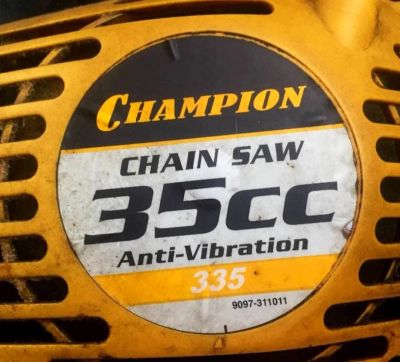 CHAMPION
CHAIN SAW
35CC
Anti-Vibration
335
9097-311011